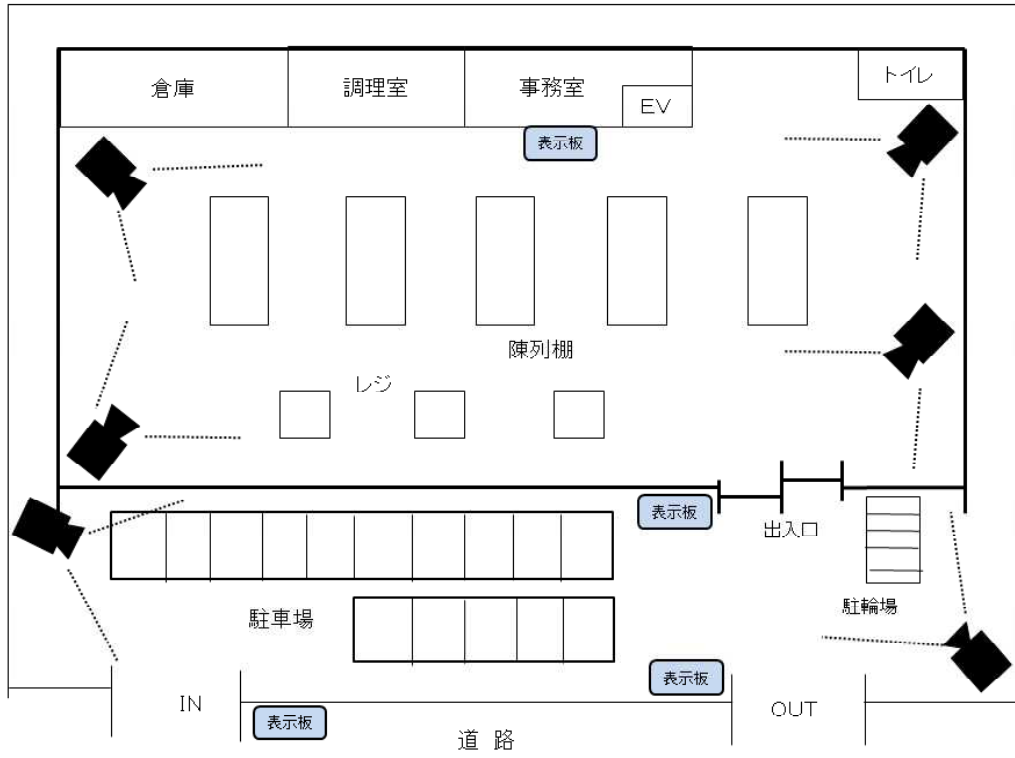 倉庫
調理室
事務室
EV
トイレ
表示板
陳列棚
レジ
表示板
出入口
駐車場
駐輪場
表示板
IN
OUT
表示板
道 路